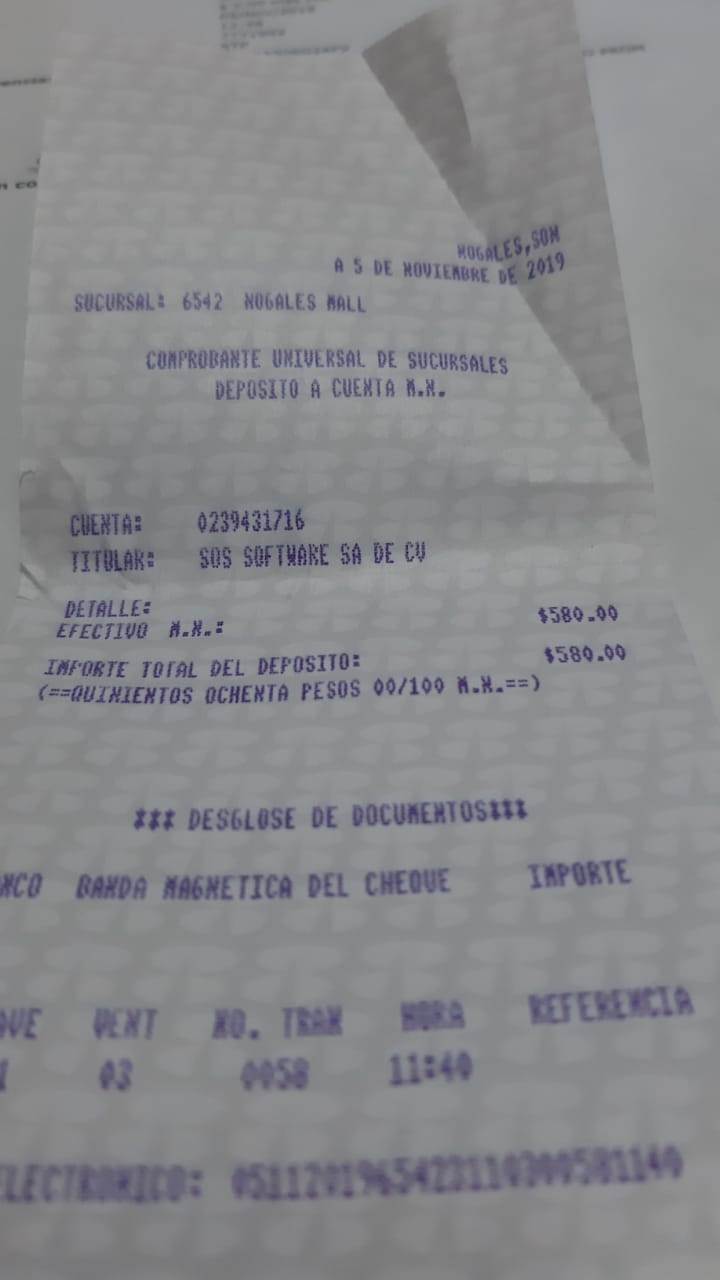 NOGALES,SON
A 5 DE NOVIEMBRE DE 2019
SUCURSAL: 6542 NOGALES MALL
COMPROBANTE UNIVERSAL DE SUCURSALES
DEPOSITO A CUENTA M.N.
CUENTA: 0239431716
TITULAR: SOS SOFTWARE SA DE CV
DETALLE:
EFECTIVO M.N.: $580.00
IMPORTE TOTAL DEL DEPOSITO: $580.00
(==QUINIENTOS OCHENTA PESOS 00/100 M.N.==)
*** DESGLOSE DE DOCUMENTOS***
NCO BANDA MAGNETICA DEL CHEQUE IMPORTE
VENT NO. TRAN HORA REFERENCIA
03 0058 11:40
LECTRONICO: